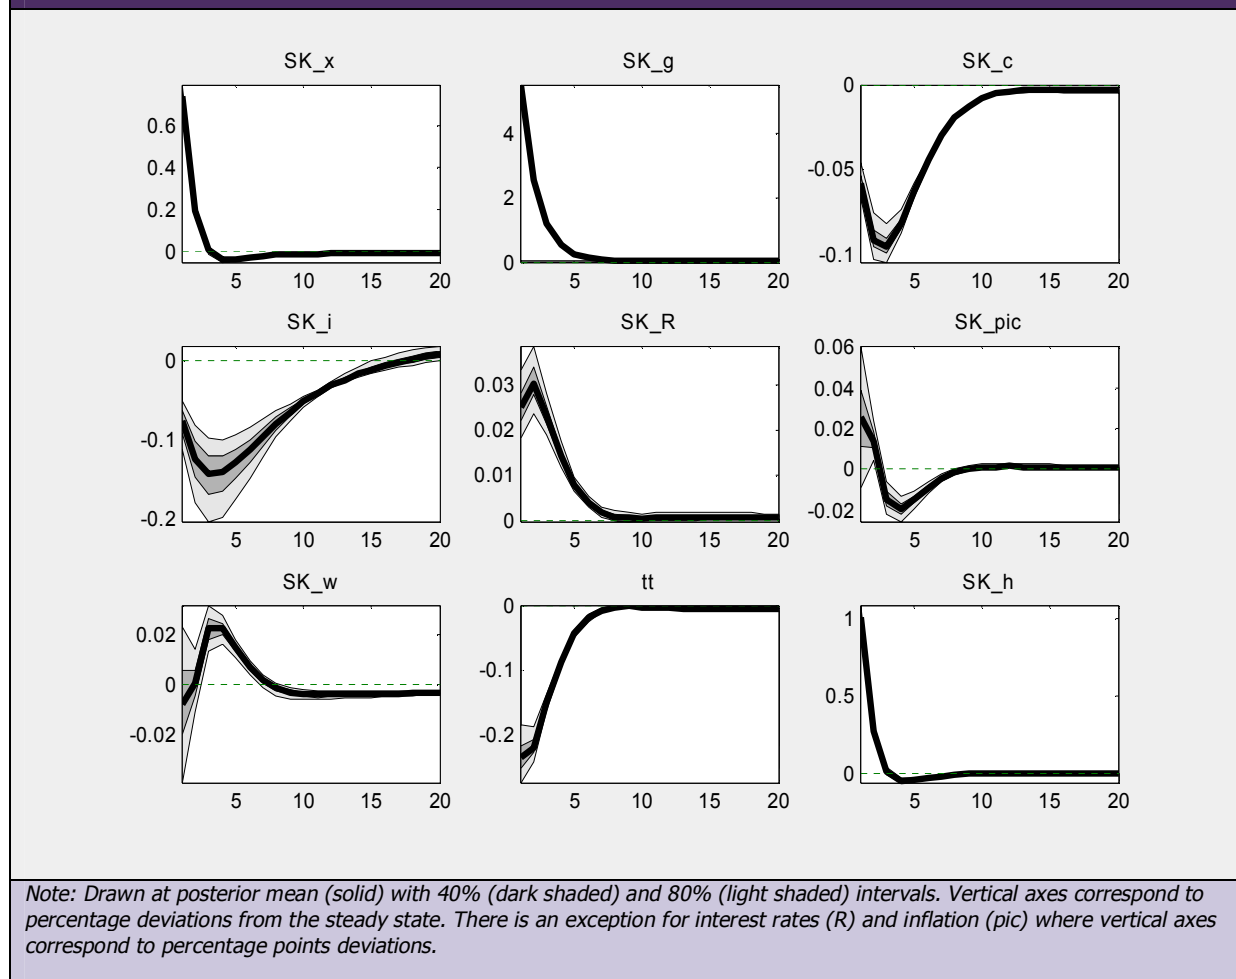 SK_x
SK_g
SK_c
0.6
0.4
0.2
0
5 10 15 20
4
2
0
5 10 15 20
0
-0.05
-0.1
5 10 15 20
SK_i
SK_R
SK_pic
0
-0.1
-0.2
5 10 15 20
0.03
0.02
0.01
0
5 10 15 20
0.06
0.04
0.02
0
-0.02
5 10 15 20
SK_w
tt
SK_h
0.02
0
-0.02
5 10 15 20
0
-0.1
-0.2
5 10 15 20
1
0.5
0
5 10 15 20
Note: Drawn at posterior mean (solid) with 40% (dark shaded) and 80% (light shaded) intervals. Vertical axes correspond to
percentage deviations from the steady state. There is an exception for interest rates (R) and inflation (pic) where vertical axes
correspond to percentage points deviations.